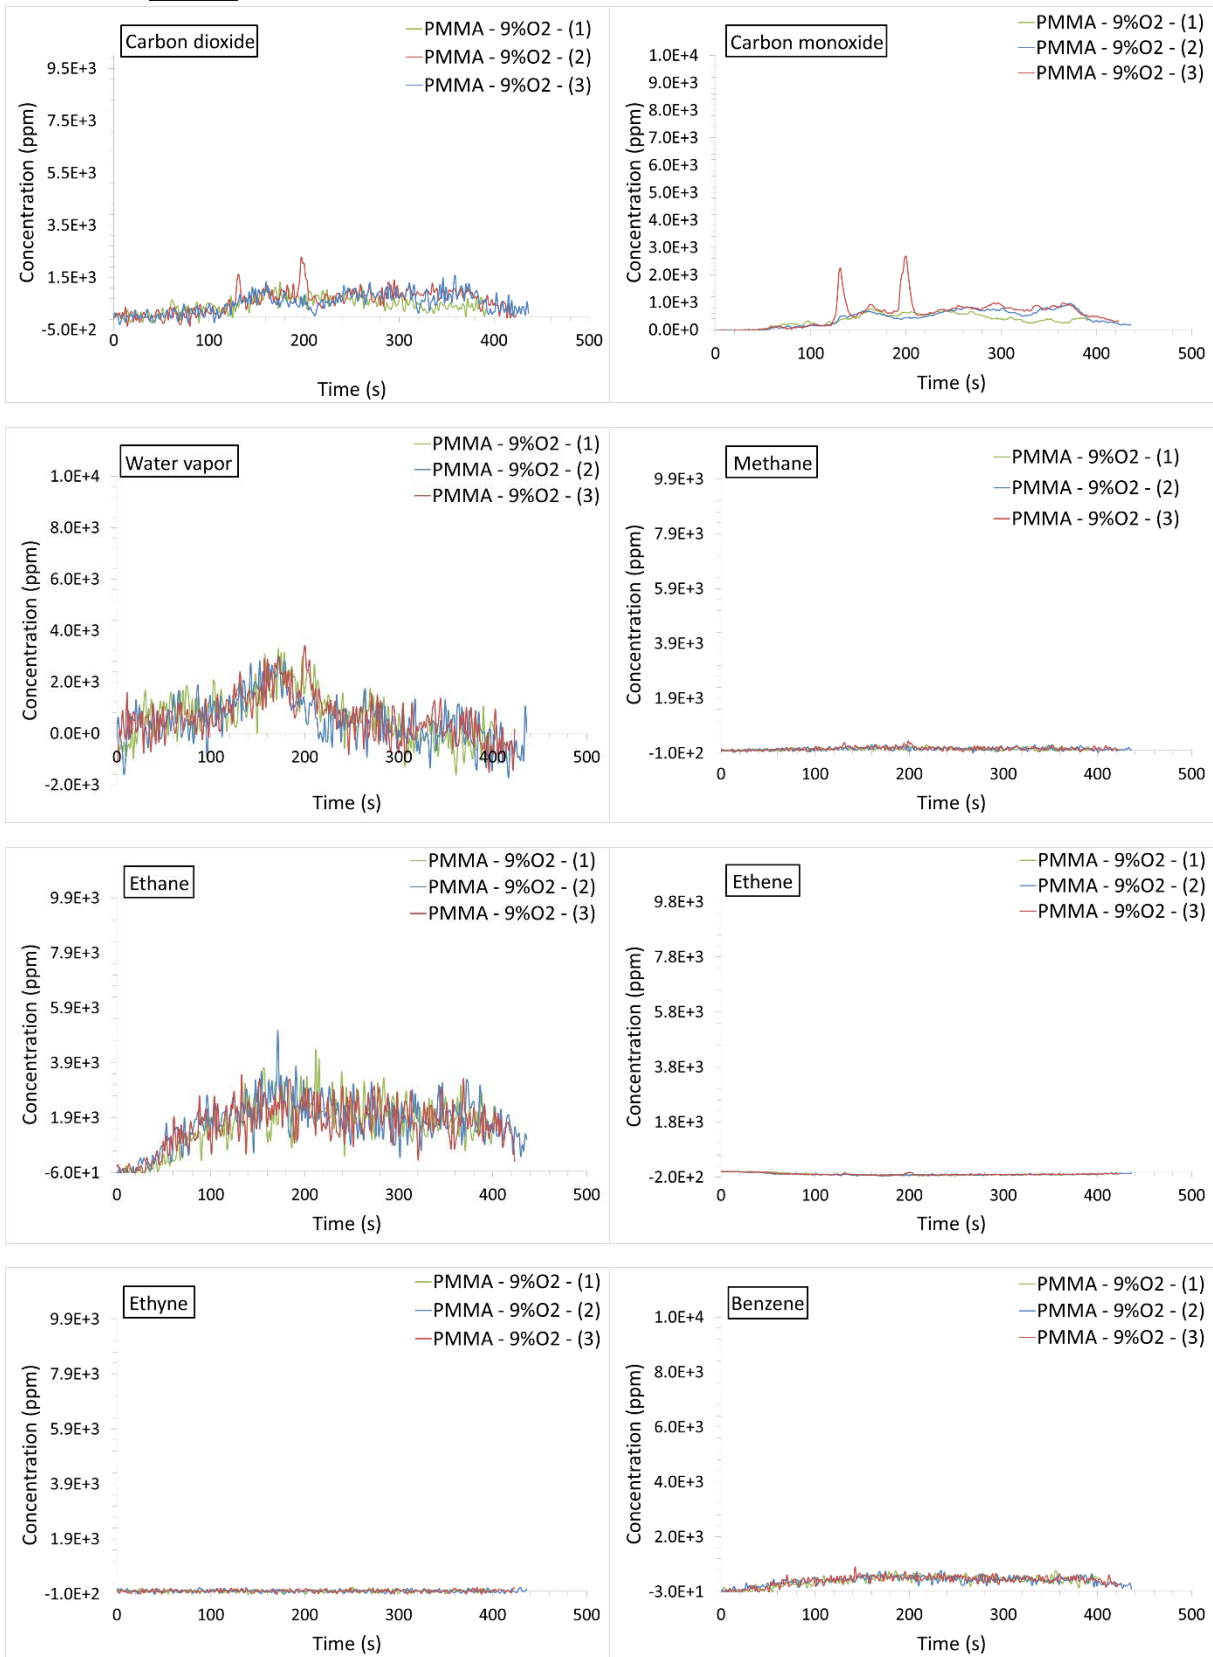 Carbon dioxide
PMMA - 9%O2 - (1)
PMMA - 9%O2 - (2)
PMMA - 9%O2 - (3)
Concentration (ppm)
9.5E+3
7.5E+3
5.5E+3
3.5E+3
1.5E+3
-5.0E+2
0 100 200 300 400 500
Time (s)
Carbon monoxide
PMMA - 9%O2 - (1)
PMMA - 9%O2 - (2)
PMMA - 9%O2 - (3)
Concentration (ppm)
1.0E+4
9.0E+3
8.0E+3
7.0E+3
6.0E+3
5.0E+3
4.0E+3
3.0E+3
2.0E+3
1.0E+3
0.0E+0
0 100 200 300 400 500
Time (s)
Water vapor
PMMA - 9%O2 - (1)
PMMA - 9%O2 - (2)
PMMA - 9%O2 - (3)
Concentration (ppm)
1.0E+4
8.0E+3
6.0E+3
4.0E+3
2.0E+3
0.0E+0
-2.0E+3
0 100 200 300 400 500
Time (s)
Methane
PMMA - 9%O2 - (1)
PMMA - 9%O2 - (2)
PMMA - 9%O2 - (3)
Concentration (ppm)
9.9E+3
7.9E+3
5.9E+3
3.9E+3
1.9E+3
-1.0E+2
0 100 200 300 400 500
Time (s)
Ethane
PMMA - 9%O2 - (1)
PMMA - 9%O2 - (2)
PMMA - 9%O2 - (3)
Concentration (ppm)
9.9E+3
7.9E+3
5.9E+3
3.9E+3
1.9E+3
-6.0E+1
0 100 200 300 400 500
Time (s)
Ethene
PMMA - 9%O2 - (1)
PMMA - 9%O2 - (2)
PMMA - 9%O2 - (3)
Concentration (ppm)
9.8E+3
7.8E+3
5.8E+3
3.8E+3
1.8E+3
-2.0E+2
0 100 200 300 400 500
Time (s)
Ethyne
PMMA - 9%O2 - (1)
PMMA - 9%O2 - (2)
PMMA - 9%O2 - (3)
Concentration (ppm)
9.9E+3
7.9E+3
5.9E+3
3.9E+3
1.9E+3
-1.0E+2
0 100 200 300 400 500
Time (s)
Benzene
PMMA - 9%O2 - (1)
PMMA - 9%O2 - (2)
PMMA - 9%O2 - (3)
Concentration (ppm)
1.0E+4
8.0E+3
6.0E+3
4.0E+3
2.0E+3
-3.0E+1
0 100 200 300 400 500
Time (s)